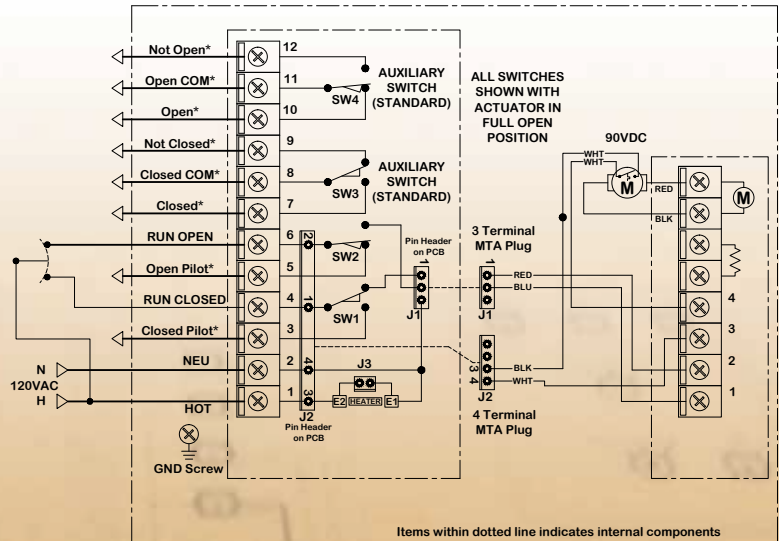 Not Open*
12
Open COM*
11
SW4
AUXILIARY
SWITCH
(STANDARD)
Open*
10
Not Closed*
9
Closed COM*
8
SW3
AUXILIARY
SWITCH
(STANDARD)
Closed*
7
RUN OPEN
6
2
SW2
Open Pilot*
5
RUN CLOSED
4
1
SW1
Closed Pilot*
3
NEU
2
4
N
120VAC
H
HOT
1
3
J2
Pin Header
on PCB
J3
E2
HEATER
E1
GND Screw
Pin Header
on PCB
1
J1
ALL SWITCHES
SHOWN WITH
ACTUATOR IN
FULL OPEN
POSITION
3 Terminal
MTA Plug
1
RED
BLU
J1
3
4
BLK
WHT
J2
4 Terminal
MTA Plug
90VDC
WHT
WHT
M
RED
BLK
M
4
3
2
1
Items within dotted line indicates internal components